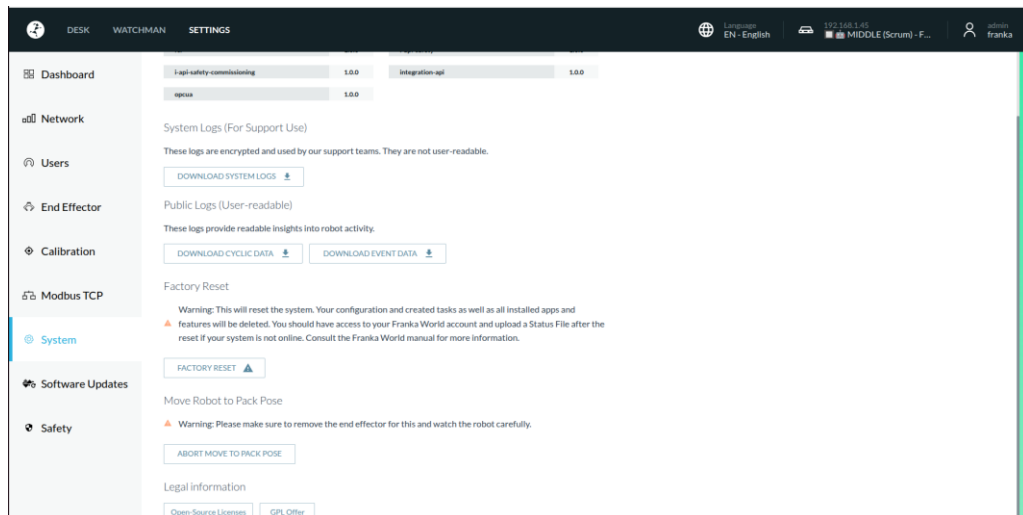 DESK WATCHMAN SETTINGS
Language
EN - English
192.168.1.45
MIDDLE (Scrum) - F...
admin
franka
Dashboard
Network
Users
End Effector
Calibration
Modbus TCP
System
Software Updates
Safety
i-api-safety-commissioning 1.0.0 integration-api 1.0.0
opcua 1.0.0
System Logs (For Support Use)
These logs are encrypted and used by our support teams. They are not user-readable.
DOWNLOAD SYSTEM LOGS
Public Logs (User-readable)
These logs provide readable insights into robot activity.
DOWNLOAD CYCLIC DATA DOWNLOAD EVENT DATA
Factory Reset
Warning: This will reset the system. Your configuration and created tasks as well as all installed apps and
features will be deleted. You should have access to your Franka World account and upload a Status File after the
reset if your system is not online. Consult the Franka World manual for more information.
FACTORY RESET
Move Robot to Pack Pose
Warning: Please make sure to remove the end effector for this and watch the robot carefully.
ABORT MOVE TO PACK POSE
Legal information
Open-Source Licenses GPL Offer